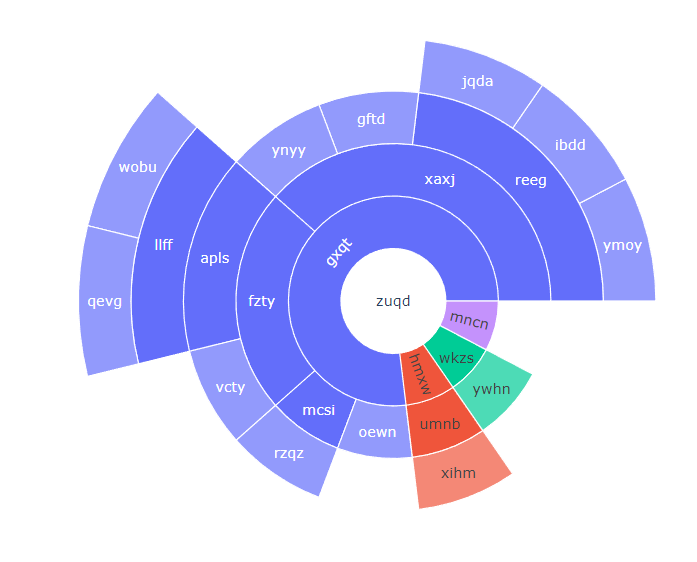 jqda
gftd
ibdd
ynyy
wobu
xaxj
reeg
llff
gxqt
ymoy
apls
qevg
fzty
zuqd
mncn
wkzs
hmxw
vcty
ywhn
mcsi
umnb
oewn
rzqz
xihm